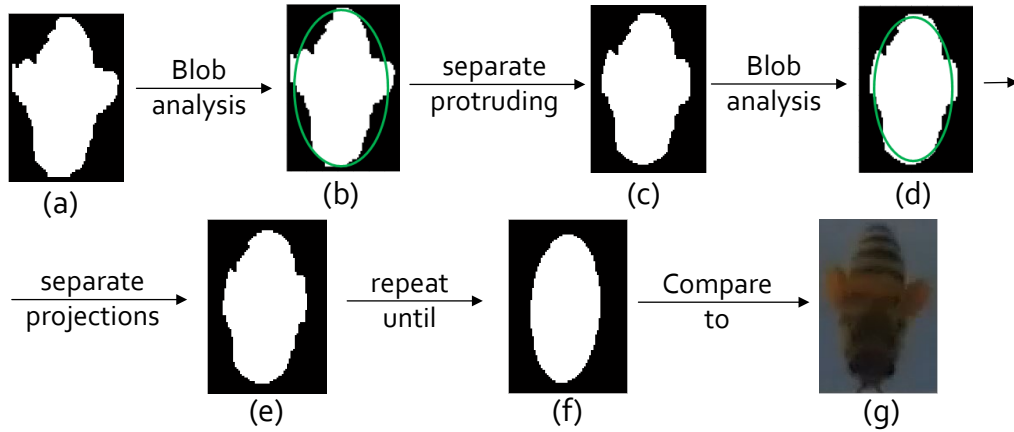 Blob
analysis
separate
protruding
Blob
analysis
(a)
(b)
(c)
(d)
separate
projections
repeat
until
Compare
to
(e)
(f)
(g)